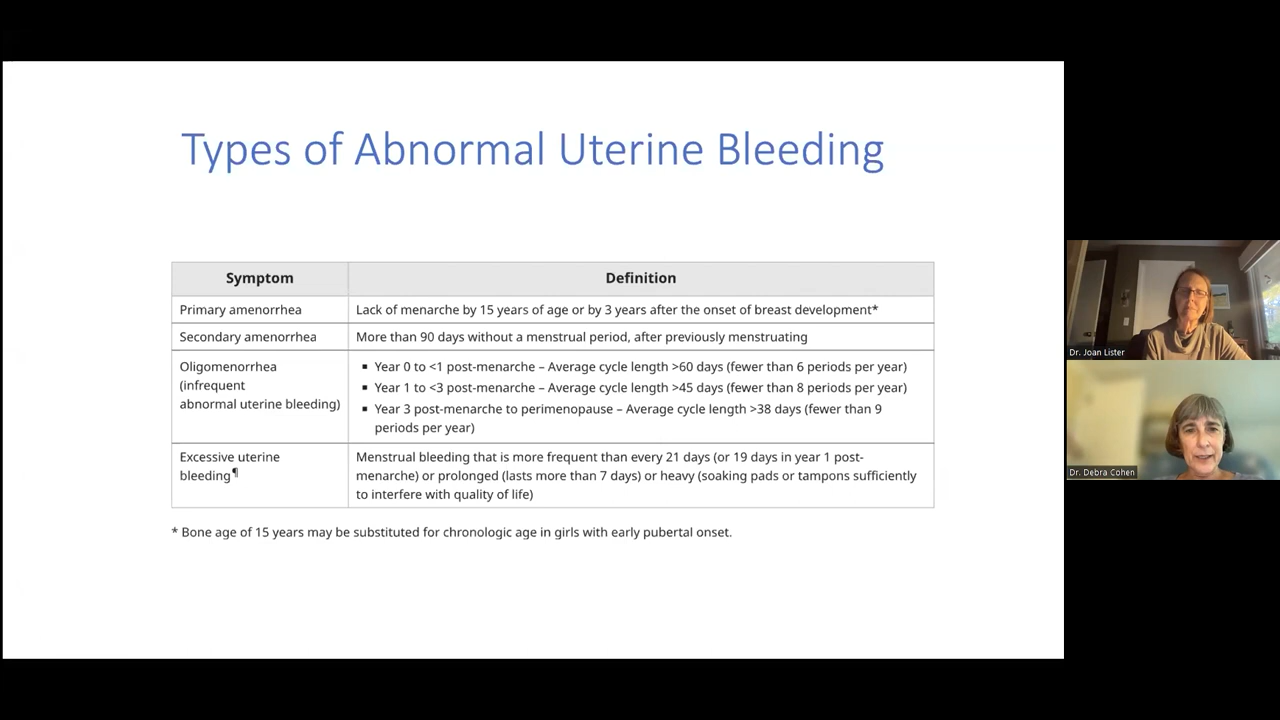 Types of Abnormal Uterine Bleeding
Symptom
Definition
Primary amenorrhea
Lack of menarche by 15 years of age or by 3 years after the onset of breast development*
Secondary amenorrhea
More than 90 days without a menstrual period, after previously menstruating
Oligomenorrhea
(infrequent
abnormal uterine bleeding)
▪ Year 0 to <1 post-menarche – Average cycle length >60 days (fewer than 6 periods per year)
▪ Year 1 to <3 post-menarche – Average cycle length >45 days (fewer than 8 periods per year)
▪ Year 3 post-menarche to perimenopause – Average cycle length >38 days (fewer than 9
periods per year)
Excessive uterine
bleeding¶
Menstrual bleeding that is more frequent than every 21 days (or 19 days in year 1 post-
menarche) or prolonged (lasts more than 7 days) or heavy (soaking pads or tampons sufficiently
to interfere with quality of life)
* Bone age of 15 years may be substituted for chronologic age in girls with early pubertal onset.
Dr. Joan Lister
Dr. Debra Cohen